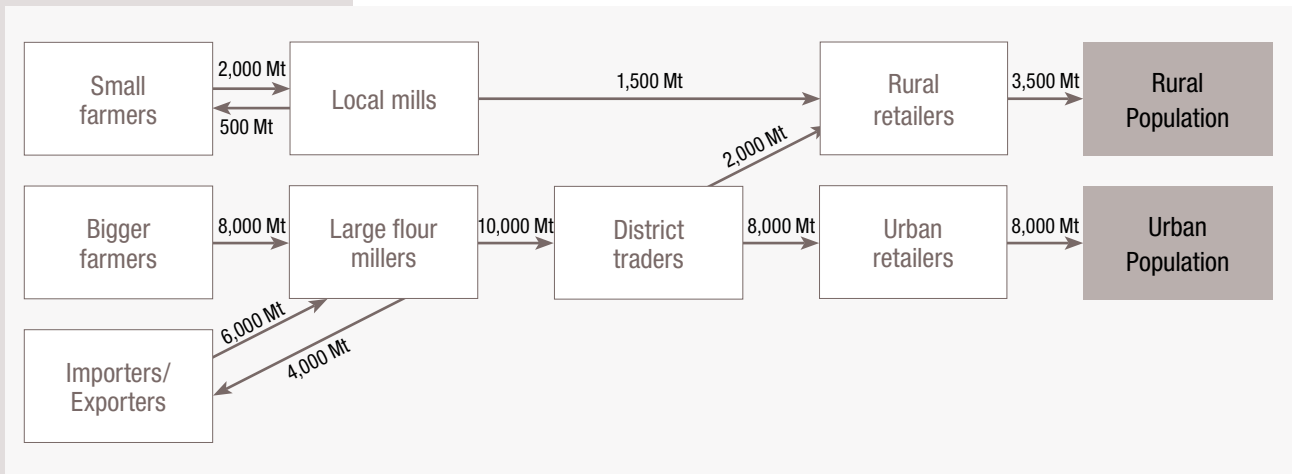 Small
farmers
2,000 Mt
500 Mt
Local mills
1,500 Mt
Rural
retailers
3,500 Mt
Rural
Population
2,000 Mt
Bigger
farmers
8,000 Mt
Large flour
millers
10,000 Mt
District
traders
8,000 Mt
Urban
retailers
8,000 Mt
Urban
Population
6,000 Mt
4,000 Mt
Importers/
Exporters